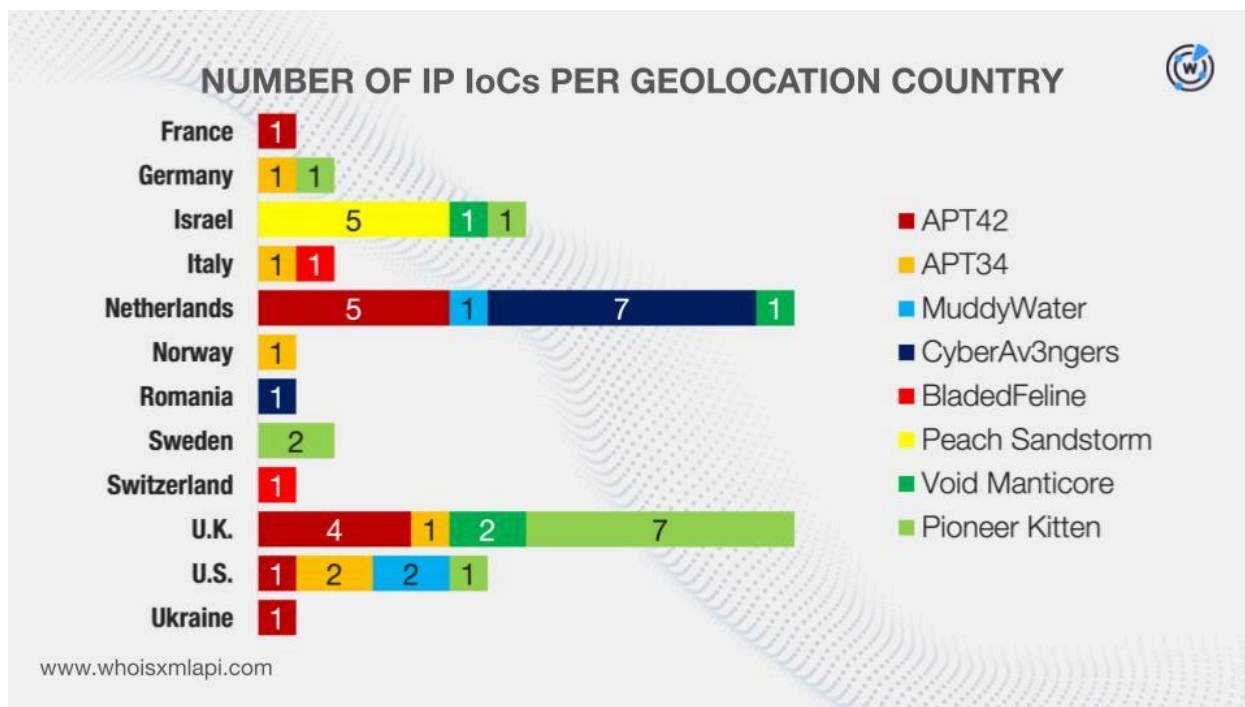 NUMBER OF IP IoCs PER GEOLOCATION COUNTRY
W
France 1
Germany 1 1
Israel 5 1 1
Italy 1 1
Netherlands 5 1 7 1
Norway 1
Romania 1
Sweden 2
Switzerland 1
U.K. 4 1 2 7
U.S. 1 2 2 1
Ukraine 1
APT42
APT34
MuddyWater
CyberAv3ngers
BladedFeline
Peach Sandstorm
Void Manticore
Pioneer Kitten
www.whoisxmlapi.com